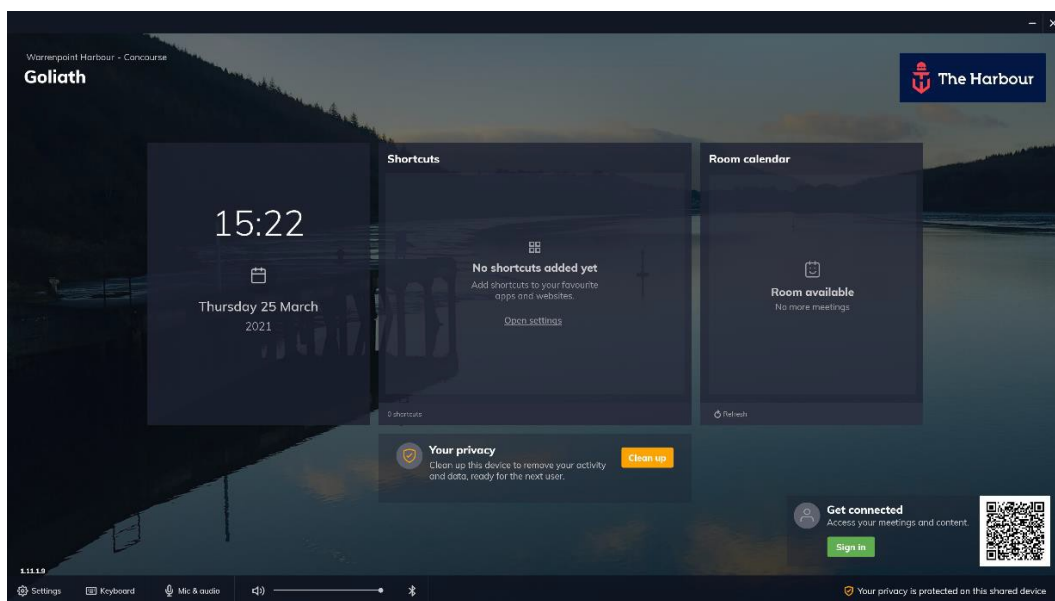 Warrenpoint Harbour - Concourse
Goliath
The Harbour
15:22
Thursday 25 March
2021
Shortcuts
No shortcuts added yet
Add shortcuts to your favourite
apps and websites.
Open settings
0 shortcuts
Room calendar
Room available
No more meetings
Refresh
Your privacy
Clean up this device to remove your activity
and data, ready for the next user.
Clean up
Get connected
Access your meetings and content.
Sign in
1.11.1.9
Settings
Keyboard
Mic & audio
Your privacy is protected on this shared device